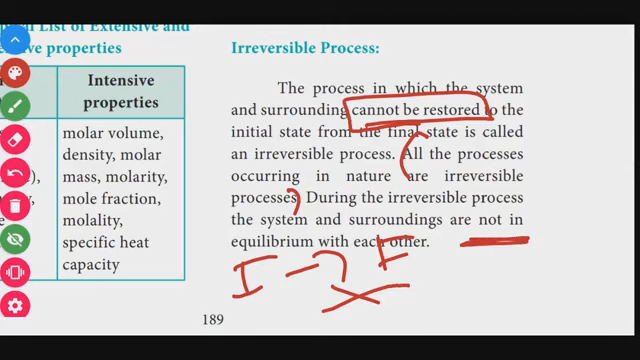 l List of Extensive and
ensive properties
Intensive
properties
molar volume,
density, molar
mass, molarity,
mole fraction,
molality,
specific heat
capacity
Irreversible Process:
The process in which the system
and surrounding cannot be restored to the
initial state from the final state is called
an irreversible process. All the processes
occurring in nature are irreversible
processes. During the irreversible process
the system and surroundings are not in
equilibrium with each other.
I → F
189